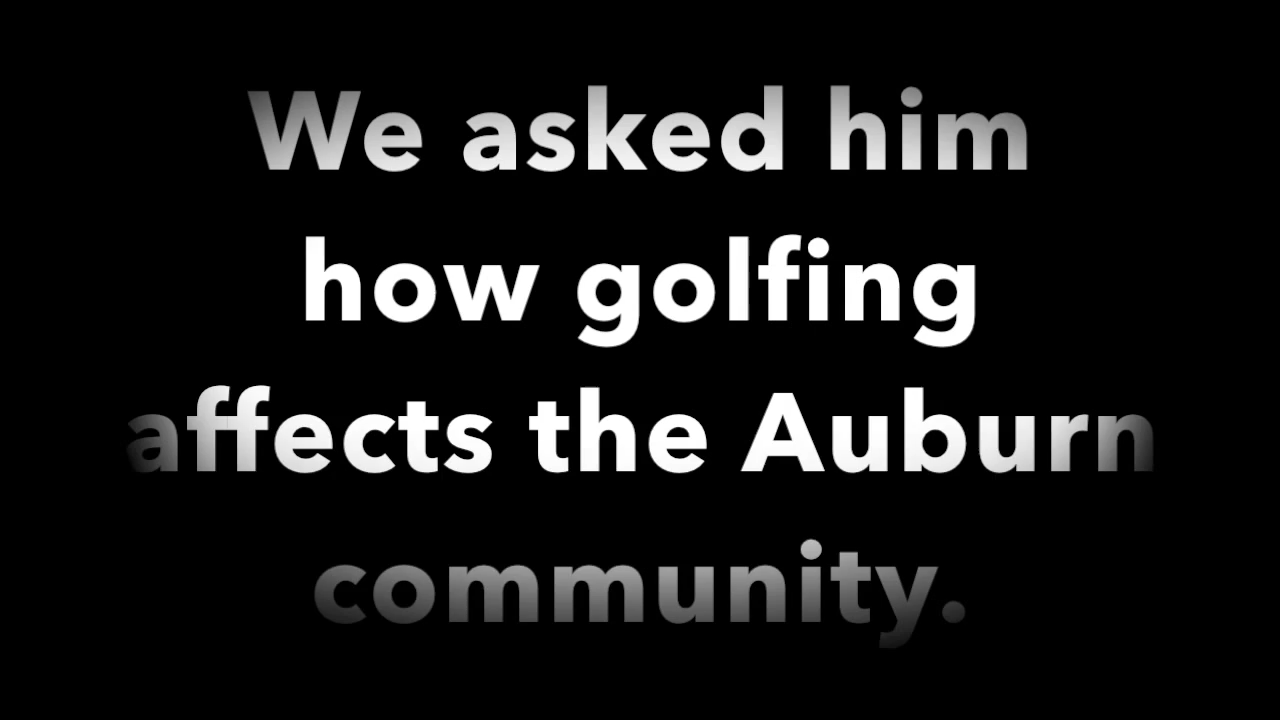 We asked him
how golfing
affects the Auburn
community.